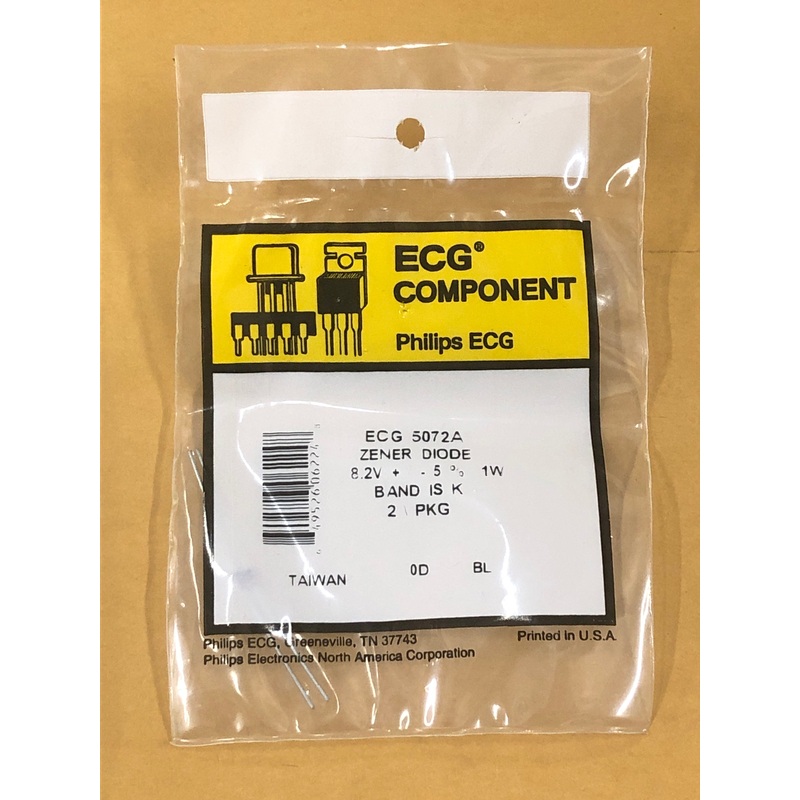 ECG®
COMPONENT
Philips ECG
ECG 5072A
ZENER DIODE
8.2V + - 5 % 1W
BAND IS K
2 PKG
TAIWAN 0D BL
Philips ECG, Greeneville, TN 37743
Philips Electronics North America Corporation
Printed In U.S.A.